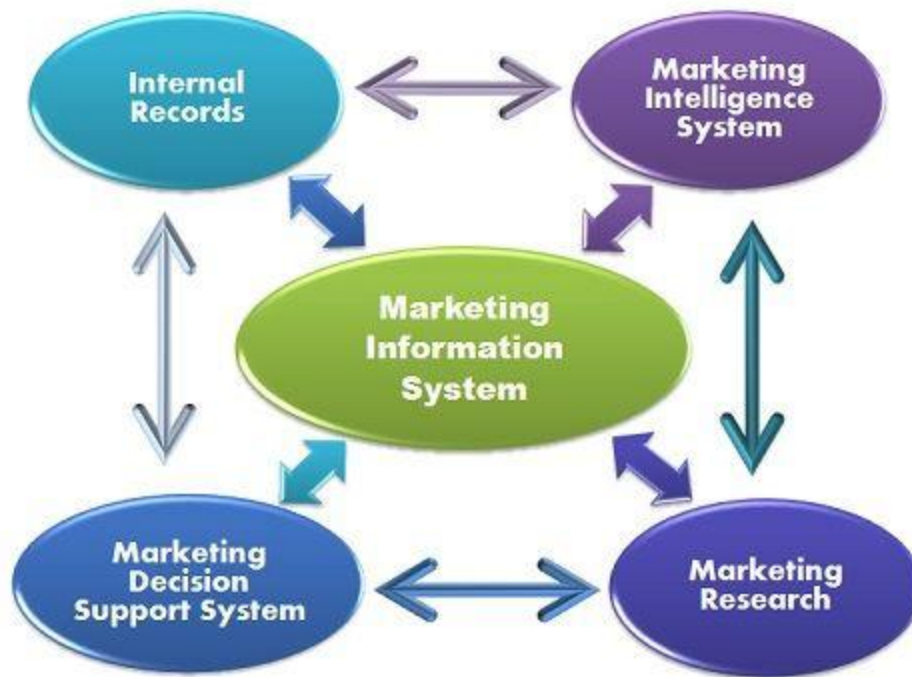 Internal
Records
Marketing
Intelligence
System
Marketing
Information
System
Marketing
Decision
Support System
Marketing
Research